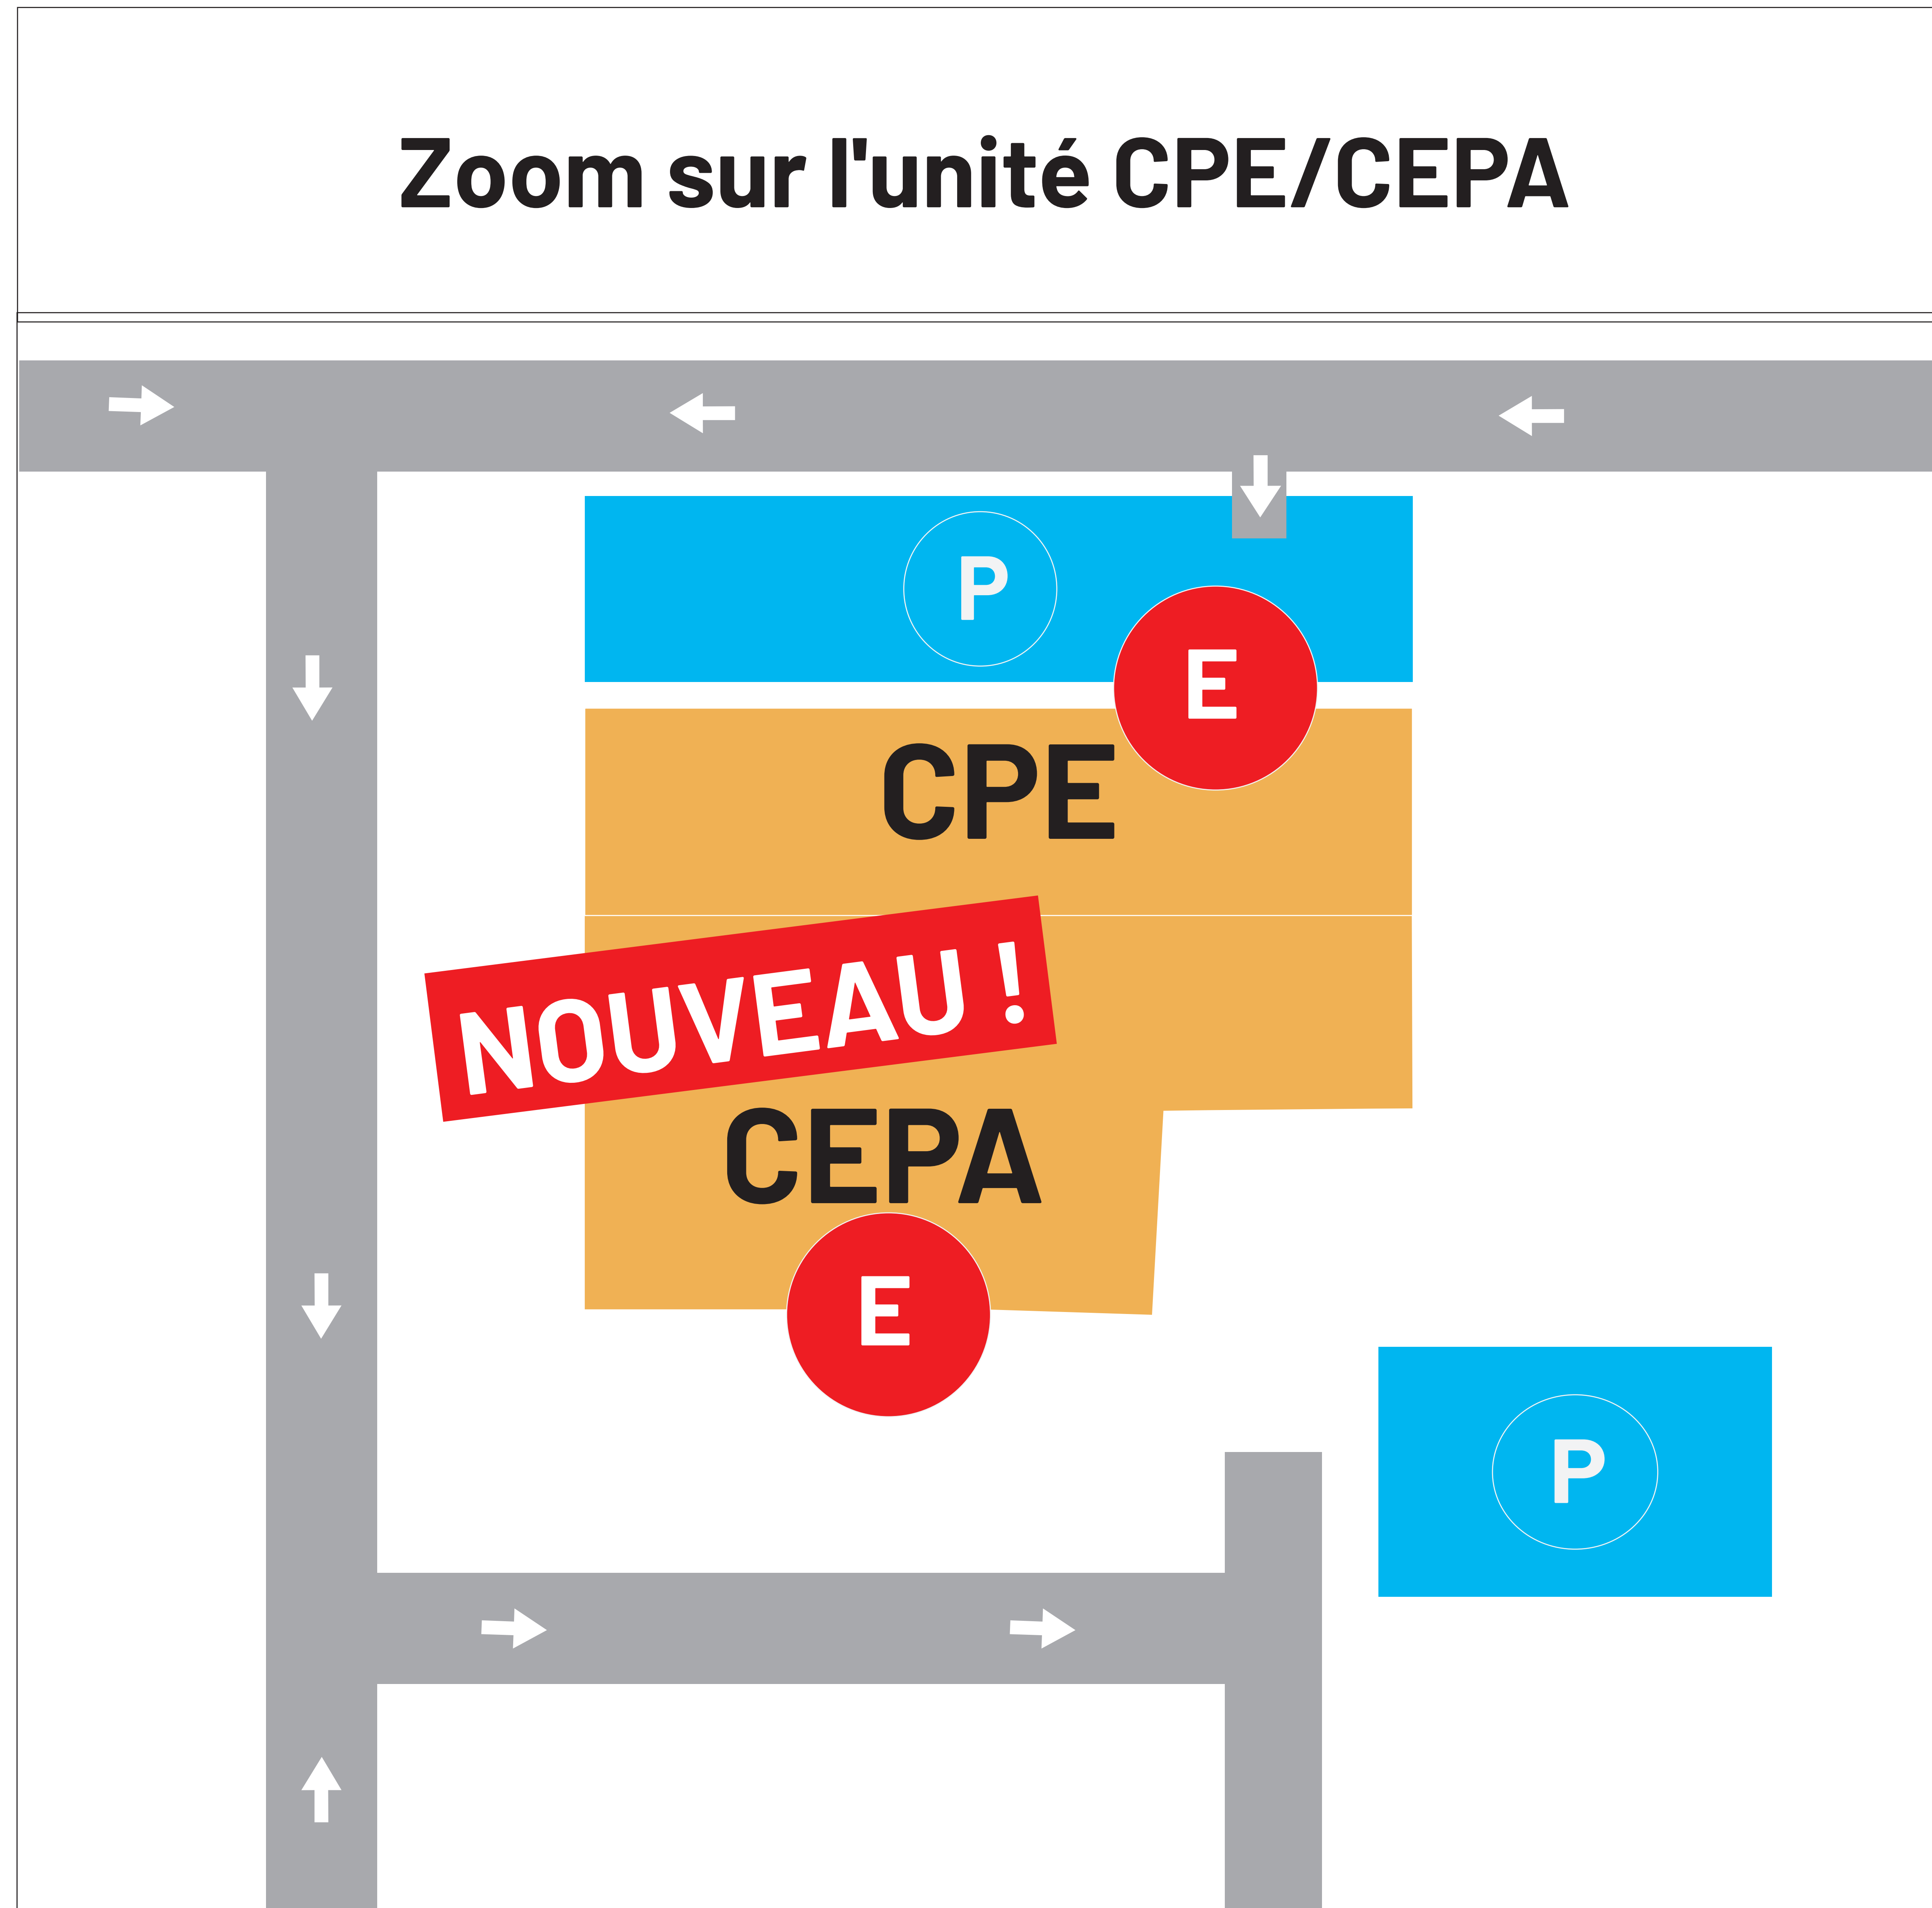 Zoom sur l'unité CPE/CEPA
P
E
CPE
NOUVEAU !
CEPA
E
P